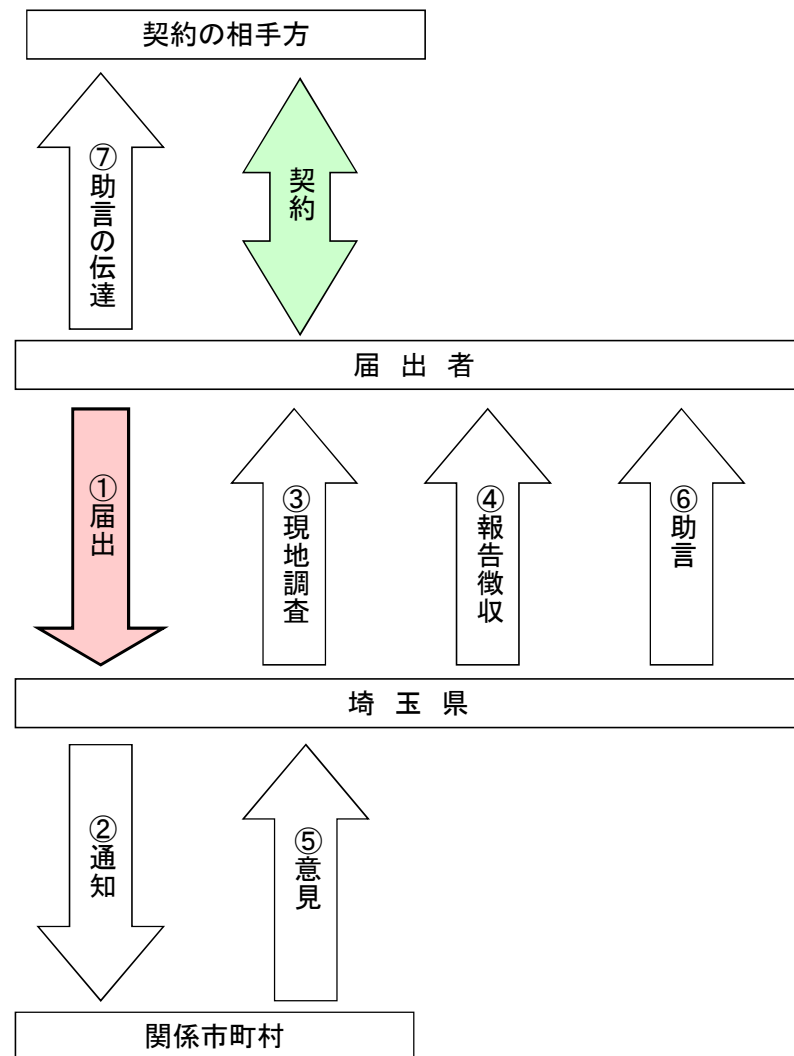 契約の相手方
⑦助言の伝達
契約
届出者
①届出
③現地調査
④報告徴収
⑥助言
埼玉県
②通知
⑤意見
関係市町村